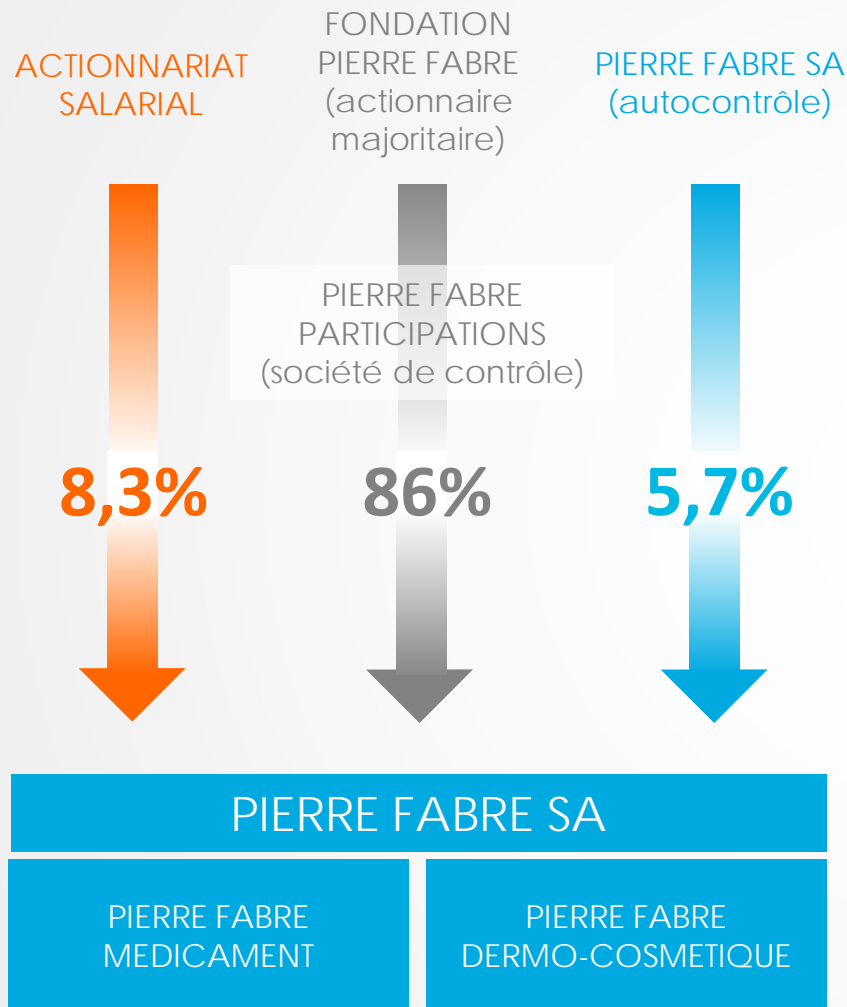 ACTIONNARIAT
SALARIAL
FONDATION
PIERRE FABRE
(actionnaire
majoritaire)
PIERRE FABRE SA
(autocontrôle)
PIERRE FABRE
PARTICIPATIONS
(société de contrôle)
8,3%
86%
5,7%
PIERRE FABRE SA
PIERRE FABRE
MEDICAMENT
PIERRE FABRE
DERMO-COSMETIQUE